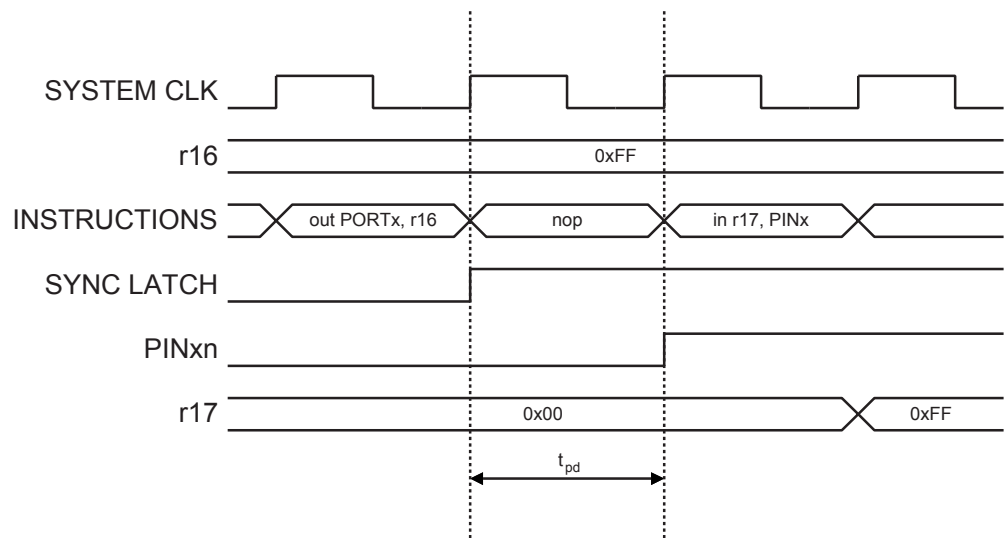 SYSTEM CLK
r16
0xFF
INSTRUCTIONS
out PORTx, r16
nop
in r17, PINx
SYNC LATCH
PINxn
r17
0x00
0xFF
tpd